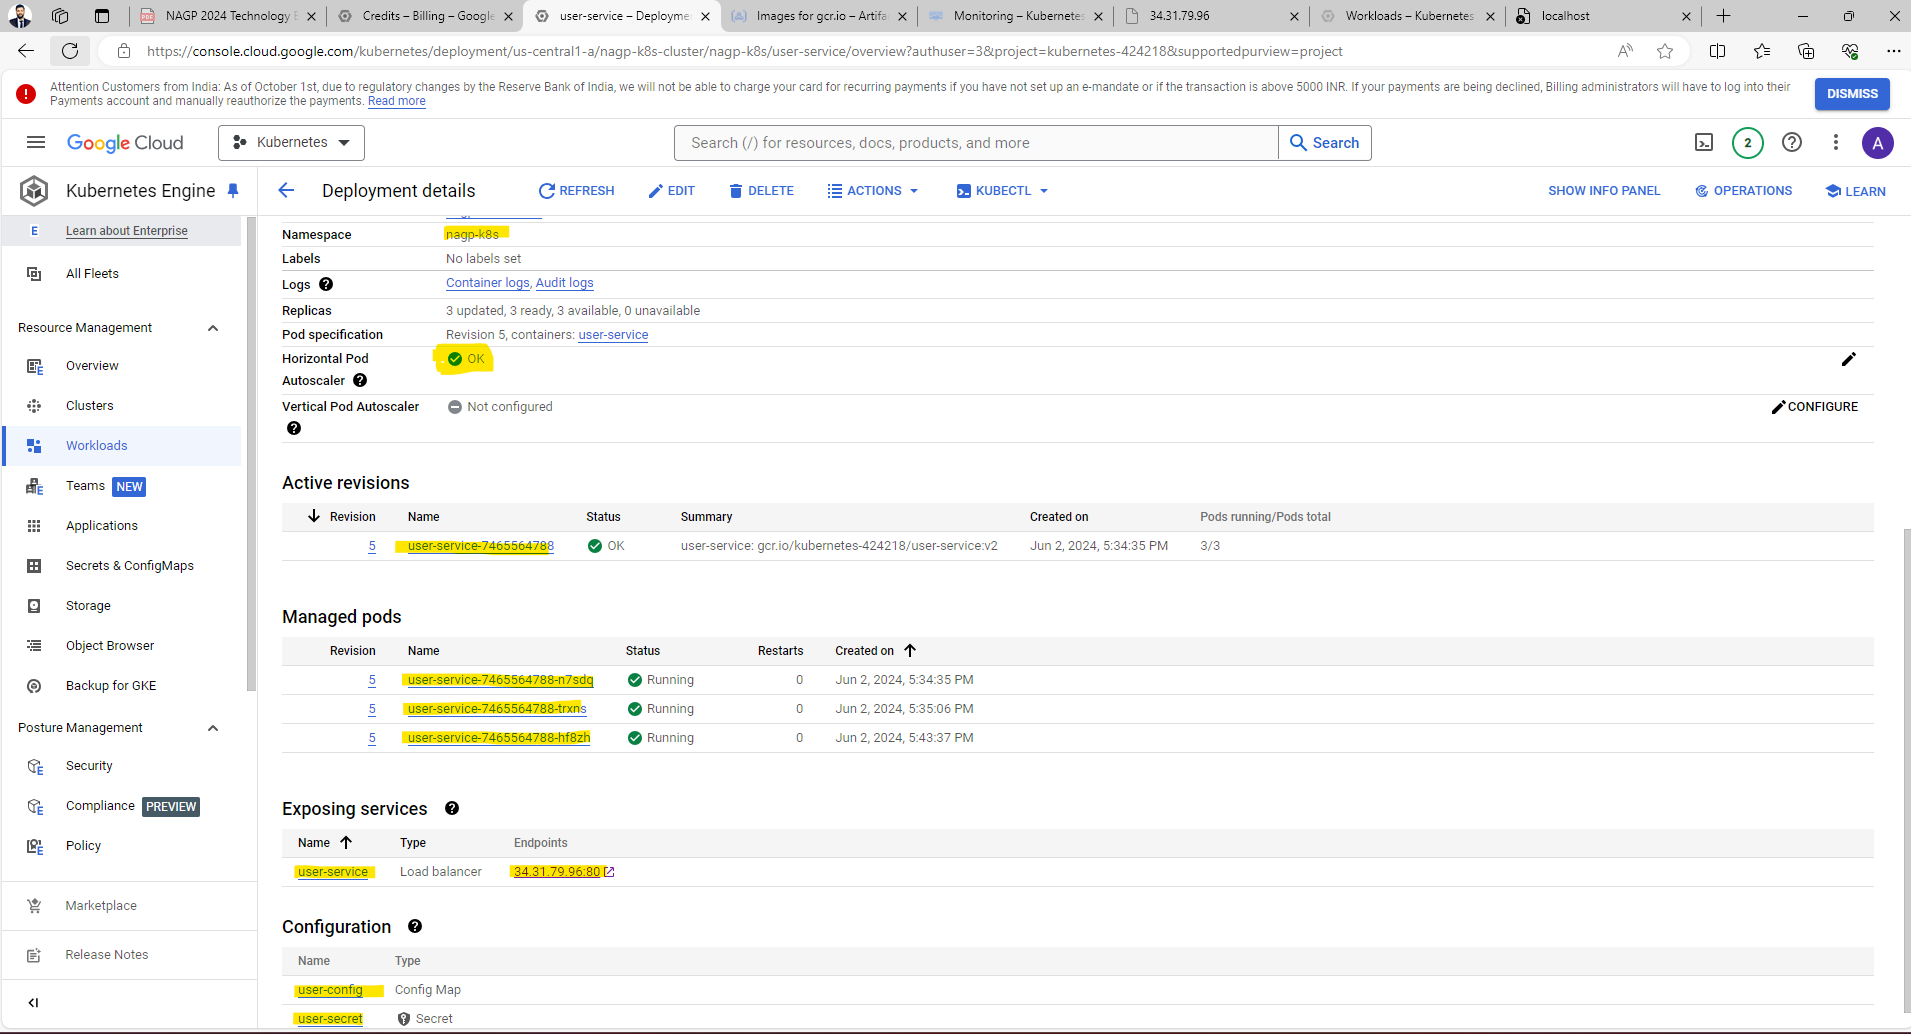 NAGP 2024 Technology E
Credits – Billing – Google
user-service – Deployme
Images for gcr.io – Artifa
Monitoring – Kubernetes
34.31.79.96
Workloads – Kubernetes
localhost
https://console.cloud.google.com/kubernetes/deployment/us-central1-a/nagp-k8s-cluster/nagp-k8s/user-service/overview?authuser=3&project=kubernetes-424218&supportedpurview=project
Attention Customers from India: As of October 1st, due to regulatory changes by the Reserve Bank of India, we will not be able to charge your card for recurring payments if you have not set up an e-mandate or if the transaction is above 5000 INR. If your payments are being declined, Billing administrators will have to log into their
Payments account and manually reauthorize the payments. Read more
DISMISS
Google Cloud
Kubernetes
Search (/) for resources, docs, products, and more
Search
2
A
Kubernetes Engine
Deployment details
REFRESH
EDIT
DELETE
ACTIONS
KUBECTL
SHOW INFO PANEL
OPERATIONS
LEARN
Learn about Enterprise
All Fleets
Resource Management
Overview
Clusters
Workloads
Teams NEW
Applications
Secrets & ConfigMaps
Storage
Object Browser
Backup for GKE
Posture Management
Security
Compliance PREVIEW
Policy
Marketplace
Release Notes
Namespace nagp-k8s
Labels No labels set
Logs Container logs, Audit logs
Replicas 3 updated, 3 ready, 3 available, 0 unavailable
Pod specification Revision 5, containers: user-service
Horizontal Pod OK
Autoscaler
Vertical Pod Autoscaler Not configured CONFIGURE
Active revisions
Revision Name Status Summary Created on Pods running/Pods total
5 user-service-7465564788 OK user-service: gcr.io/kubernetes-424218/user-service:v2 Jun 2, 2024, 5:34:35 PM 3/3
Managed pods
Revision Name Status Restarts Created on
5 user-service-7465564788-n7sdq Running 0 Jun 2, 2024, 5:34:35 PM
5 user-service-7465564788-trxns Running 0 Jun 2, 2024, 5:35:06 PM
5 user-service-7465564788-hf8zh Running 0 Jun 2, 2024, 5:43:37 PM
Exposing services
Name Type Endpoints
user-service Load balancer 34.31.79.96:80
Configuration
Name Type
user-config Config Map
user-secret Secret